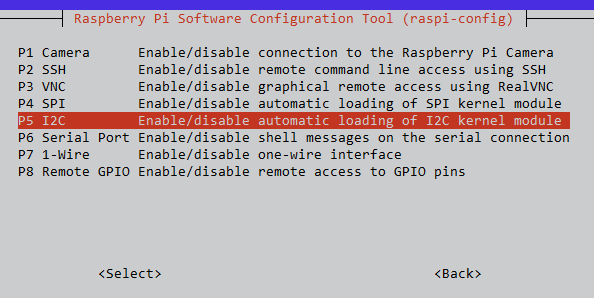 Raspberry Pi Software Configuration Tool (raspi-config)
P1 Camera Enable/disable connection to the Raspberry Pi Camera
P2 SSH Enable/disable remote command line access using SSH
P3 VNC Enable/disable graphical remote access using RealVNC
P4 SPI Enable/disable automatic loading of SPI kernel module
P5 I2C Enable/disable automatic loading of I2C kernel module
P6 Serial Port Enable/disable shell messages on the serial connection
P7 1-Wire Enable/disable one-wire interface
P8 Remote GPIO Enable/disable remote access to GPIO pins
<Select> <Back>